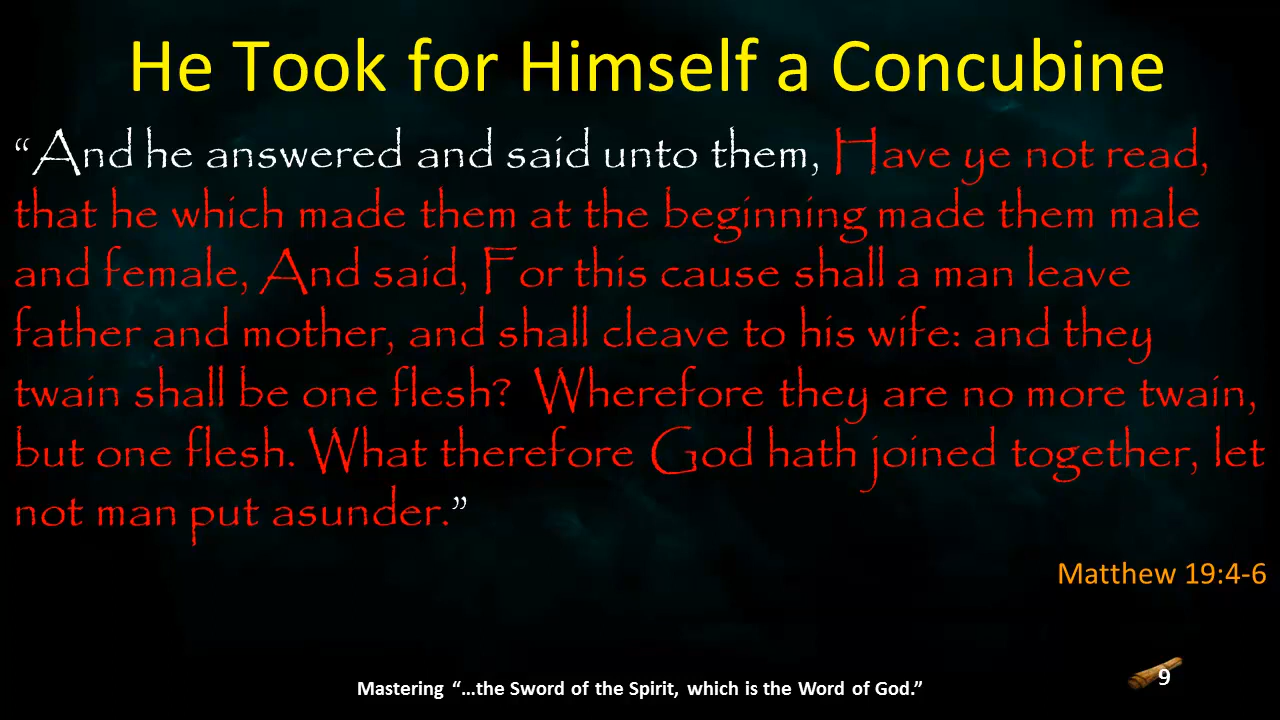 He Took for Himself a Concubine
“And he answered and said unto them, Have ye not read,
that he which made them at the beginning made them male
and female, And said, For this cause shall a man leave
father and mother, and shall cleave to his wife: and they
twain shall be one flesh?  Wherefore they are no more twain,
but one flesh. What therefore God hath joined together, let
not man put asunder.”
Matthew 19:4-6
Mastering “…the Sword of the Spirit, which is the Word of God.”
9